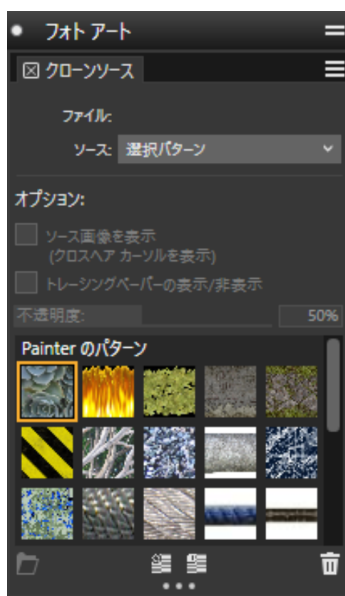 フォト アート
クローンソース
ファイル:
ソース: 選択パターン
オプション:
ソース画像を表示
(クロスヘア カーソルを表示)
トレーシングペーパーの表示/非表示
不透明度: 50%
Painter のパターン